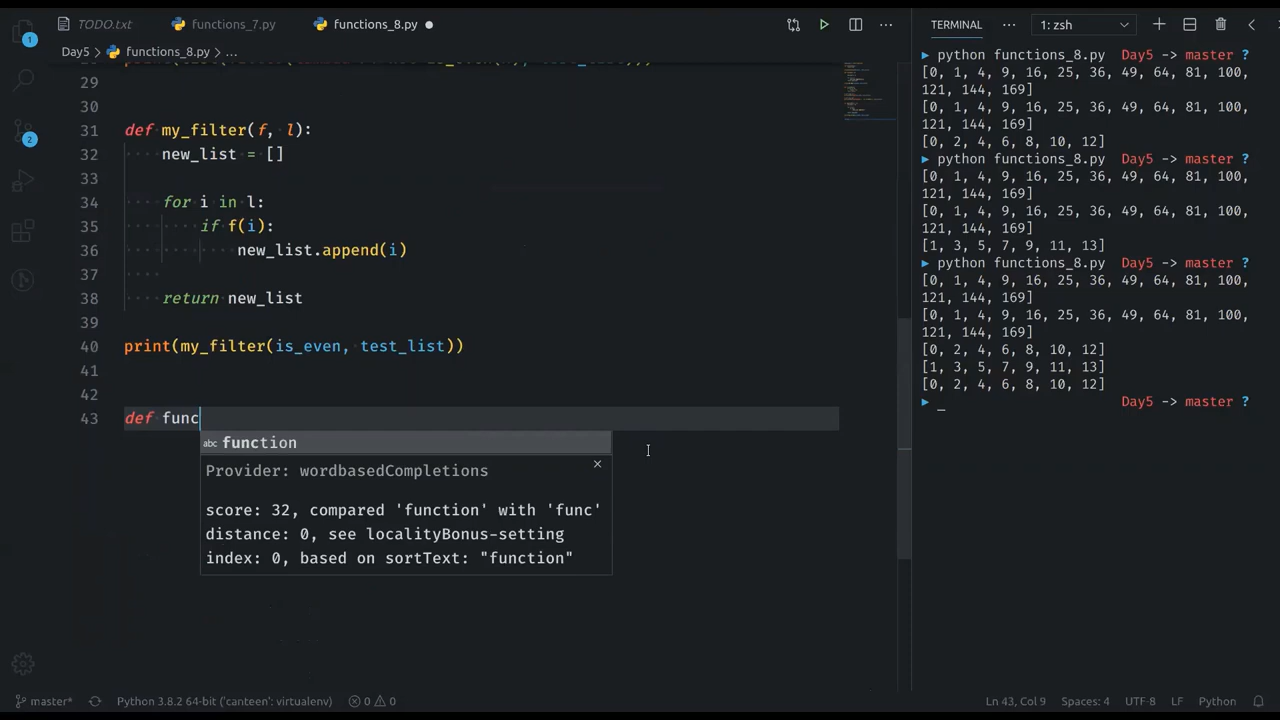 TODO.txt
functions_7.py
functions_8.py
Day5 > functions_8.py > ...
29
30
31 def my_filter(f, l):
32 new_list = []
33
34 for i in l:
35 if f(i):
36 new_list.append(i)
37
38 return new_list
39
40 print(my_filter(is_even, test_list))
41
42
43 def func
abc function
Provider: wordbasedCompletions
score: 32, compared 'function' with 'func'
distance: 0, see localityBonus-setting
index: 0, based on sortText: "function"
1
2
master*
Python 3.8.2 64-bit ('canteen': virtualenv)
0 0
Ln 43, Col 9
Spaces: 4
UTF-8
LF
Python
TERMINAL
1: zsh
python functions_8.py Day5 -> master ?
[0, 1, 4, 9, 16, 25, 36, 49, 64, 81, 100,
121, 144, 169]
[0, 1, 4, 9, 16, 25, 36, 49, 64, 81, 100,
121, 144, 169]
[0, 2, 4, 6, 8, 10, 12]
python functions_8.py Day5 -> master ?
[0, 1, 4, 9, 16, 25, 36, 49, 64, 81, 100,
121, 144, 169]
[0, 1, 4, 9, 16, 25, 36, 49, 64, 81, 100,
121, 144, 169]
[1, 3, 5, 7, 9, 11, 13]
python functions_8.py Day5 -> master ?
[0, 1, 4, 9, 16, 25, 36, 49, 64, 81, 100,
121, 144, 169]
[0, 1, 4, 9, 16, 25, 36, 49, 64, 81, 100,
121, 144, 169]
[0, 2, 4, 6, 8, 10, 12]
[1, 3, 5, 7, 9, 11, 13]
[0, 2, 4, 6, 8, 10, 12]
Day5 -> master ?